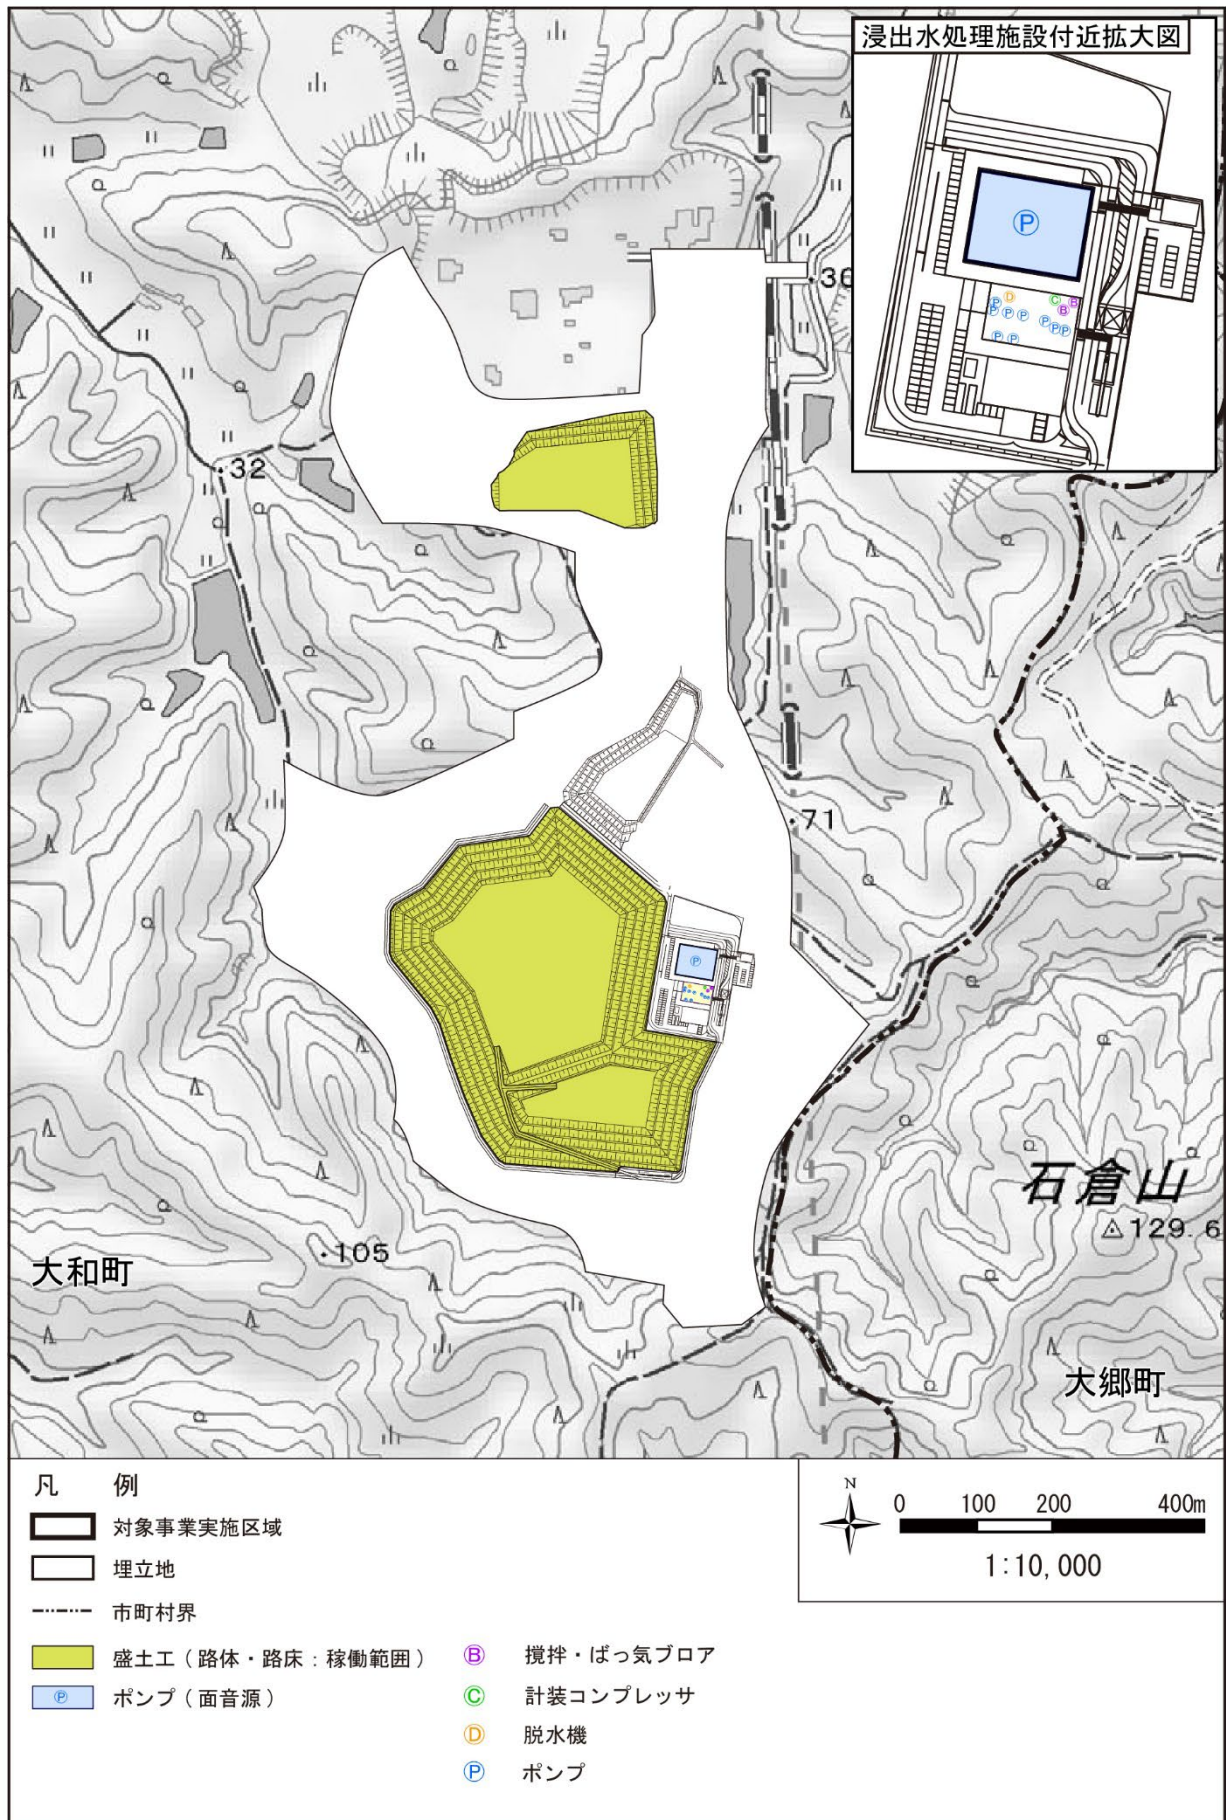 浸出水処理施設付近拡大図
P
D
C
B
P
B
P
P
P
P
P
P
P
P
36
32
71
P
石倉山
129.6
105
大和町
大郷町
凡 例
対象事業実施区域
埋立地
市町村界
盛土工(路体・路床:稼働範囲)
P ポンプ(面音源)
B 撹拌・ばっ気ブロア
C 計装コンプレッサ
D 脱水機
P ポンプ
N
0 100 200 400m
1:10,000